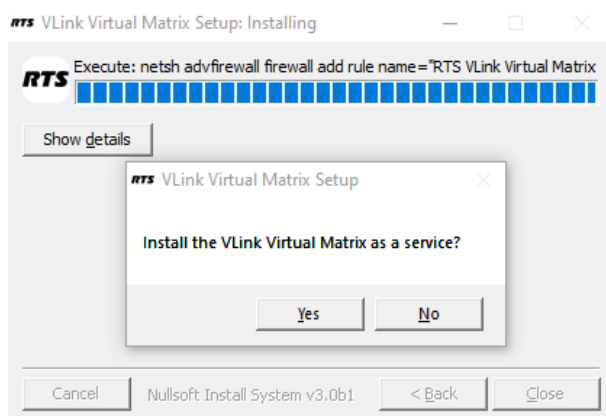 RTS VLink Virtual Matrix Setup: Installing
RTS
Execute: netsh advfirewall firewall add rule name="RTS VLink Virtual Matrix
Show details
RTS VLink Virtual Matrix Setup
Install the VLink Virtual Matrix as a service?
Yes No
Cancel Nullsoft Install System v3.0b1 < Back Close